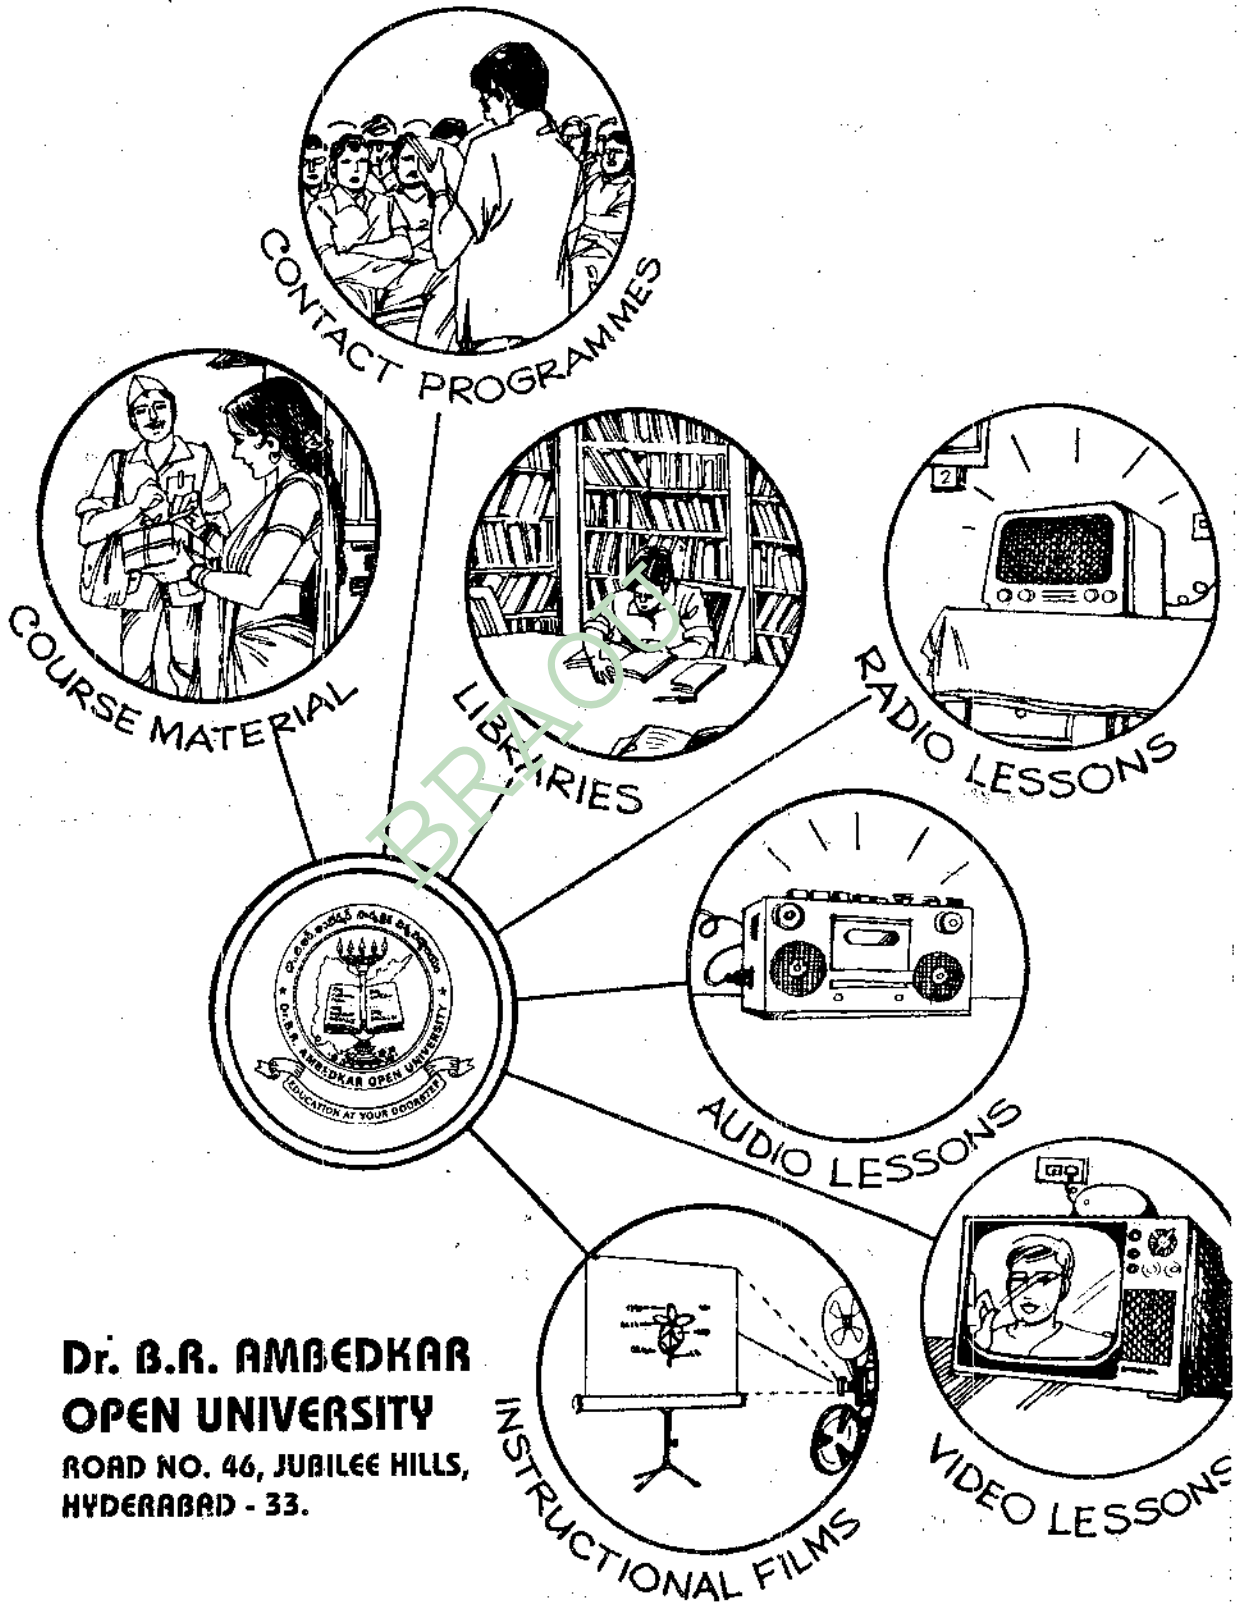 CONTACT PROGRAMMES
COURSE MATERIAL
LIBRARIES
2
RADIO LESSONS
BRAOU
Dr. B.R. AMBEDKAR OPEN UNIVERSITY
EDUCATION AT YOUR DOORSTEP
AUDIO LESSONS
VIDEO LESSONS
INSTRUCTIONAL FILMS
Dr. B.R. AMBEDKAR
OPEN UNIVERSITY
ROAD NO. 46, JUBILEE HILLS,
HYDERABAD - 33.